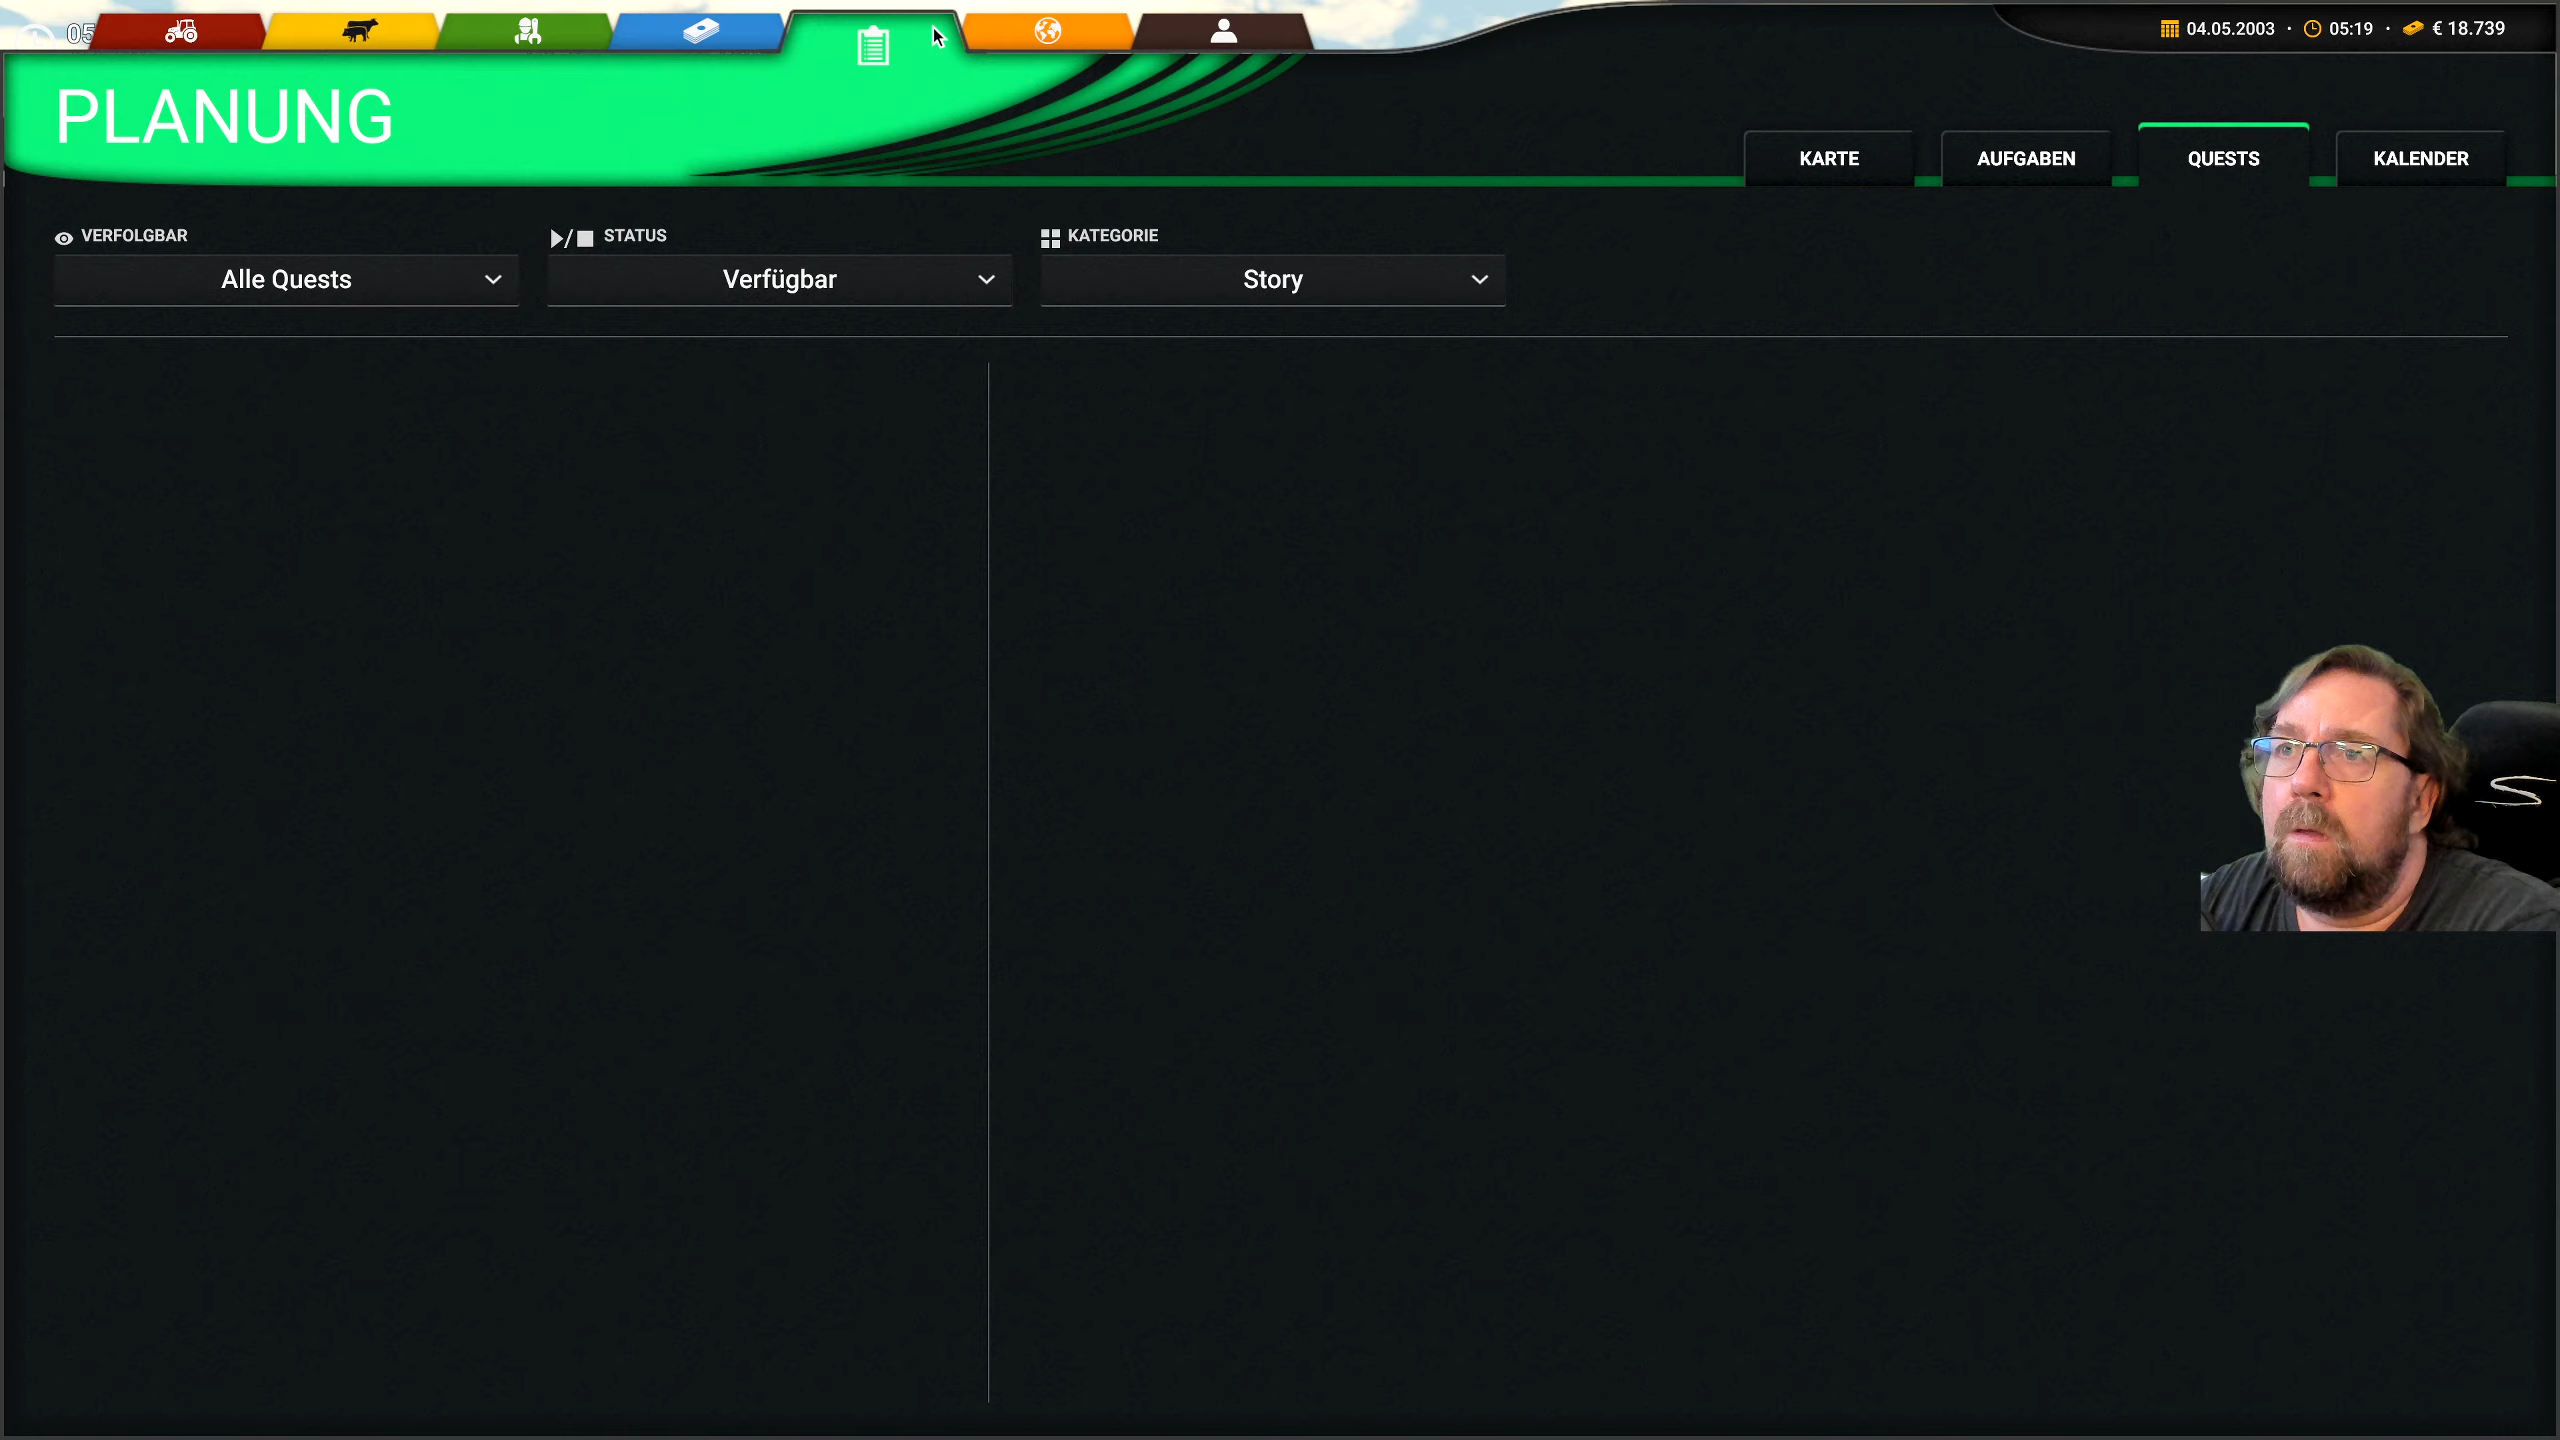 05
04.05.2003 · 05:19 · € 18.739
PLANUNG
KARTE
AUFGABEN
QUESTS
KALENDER
VERFOLGBAR
STATUS
KATEGORIE
Alle Quests
Verfügbar
Story